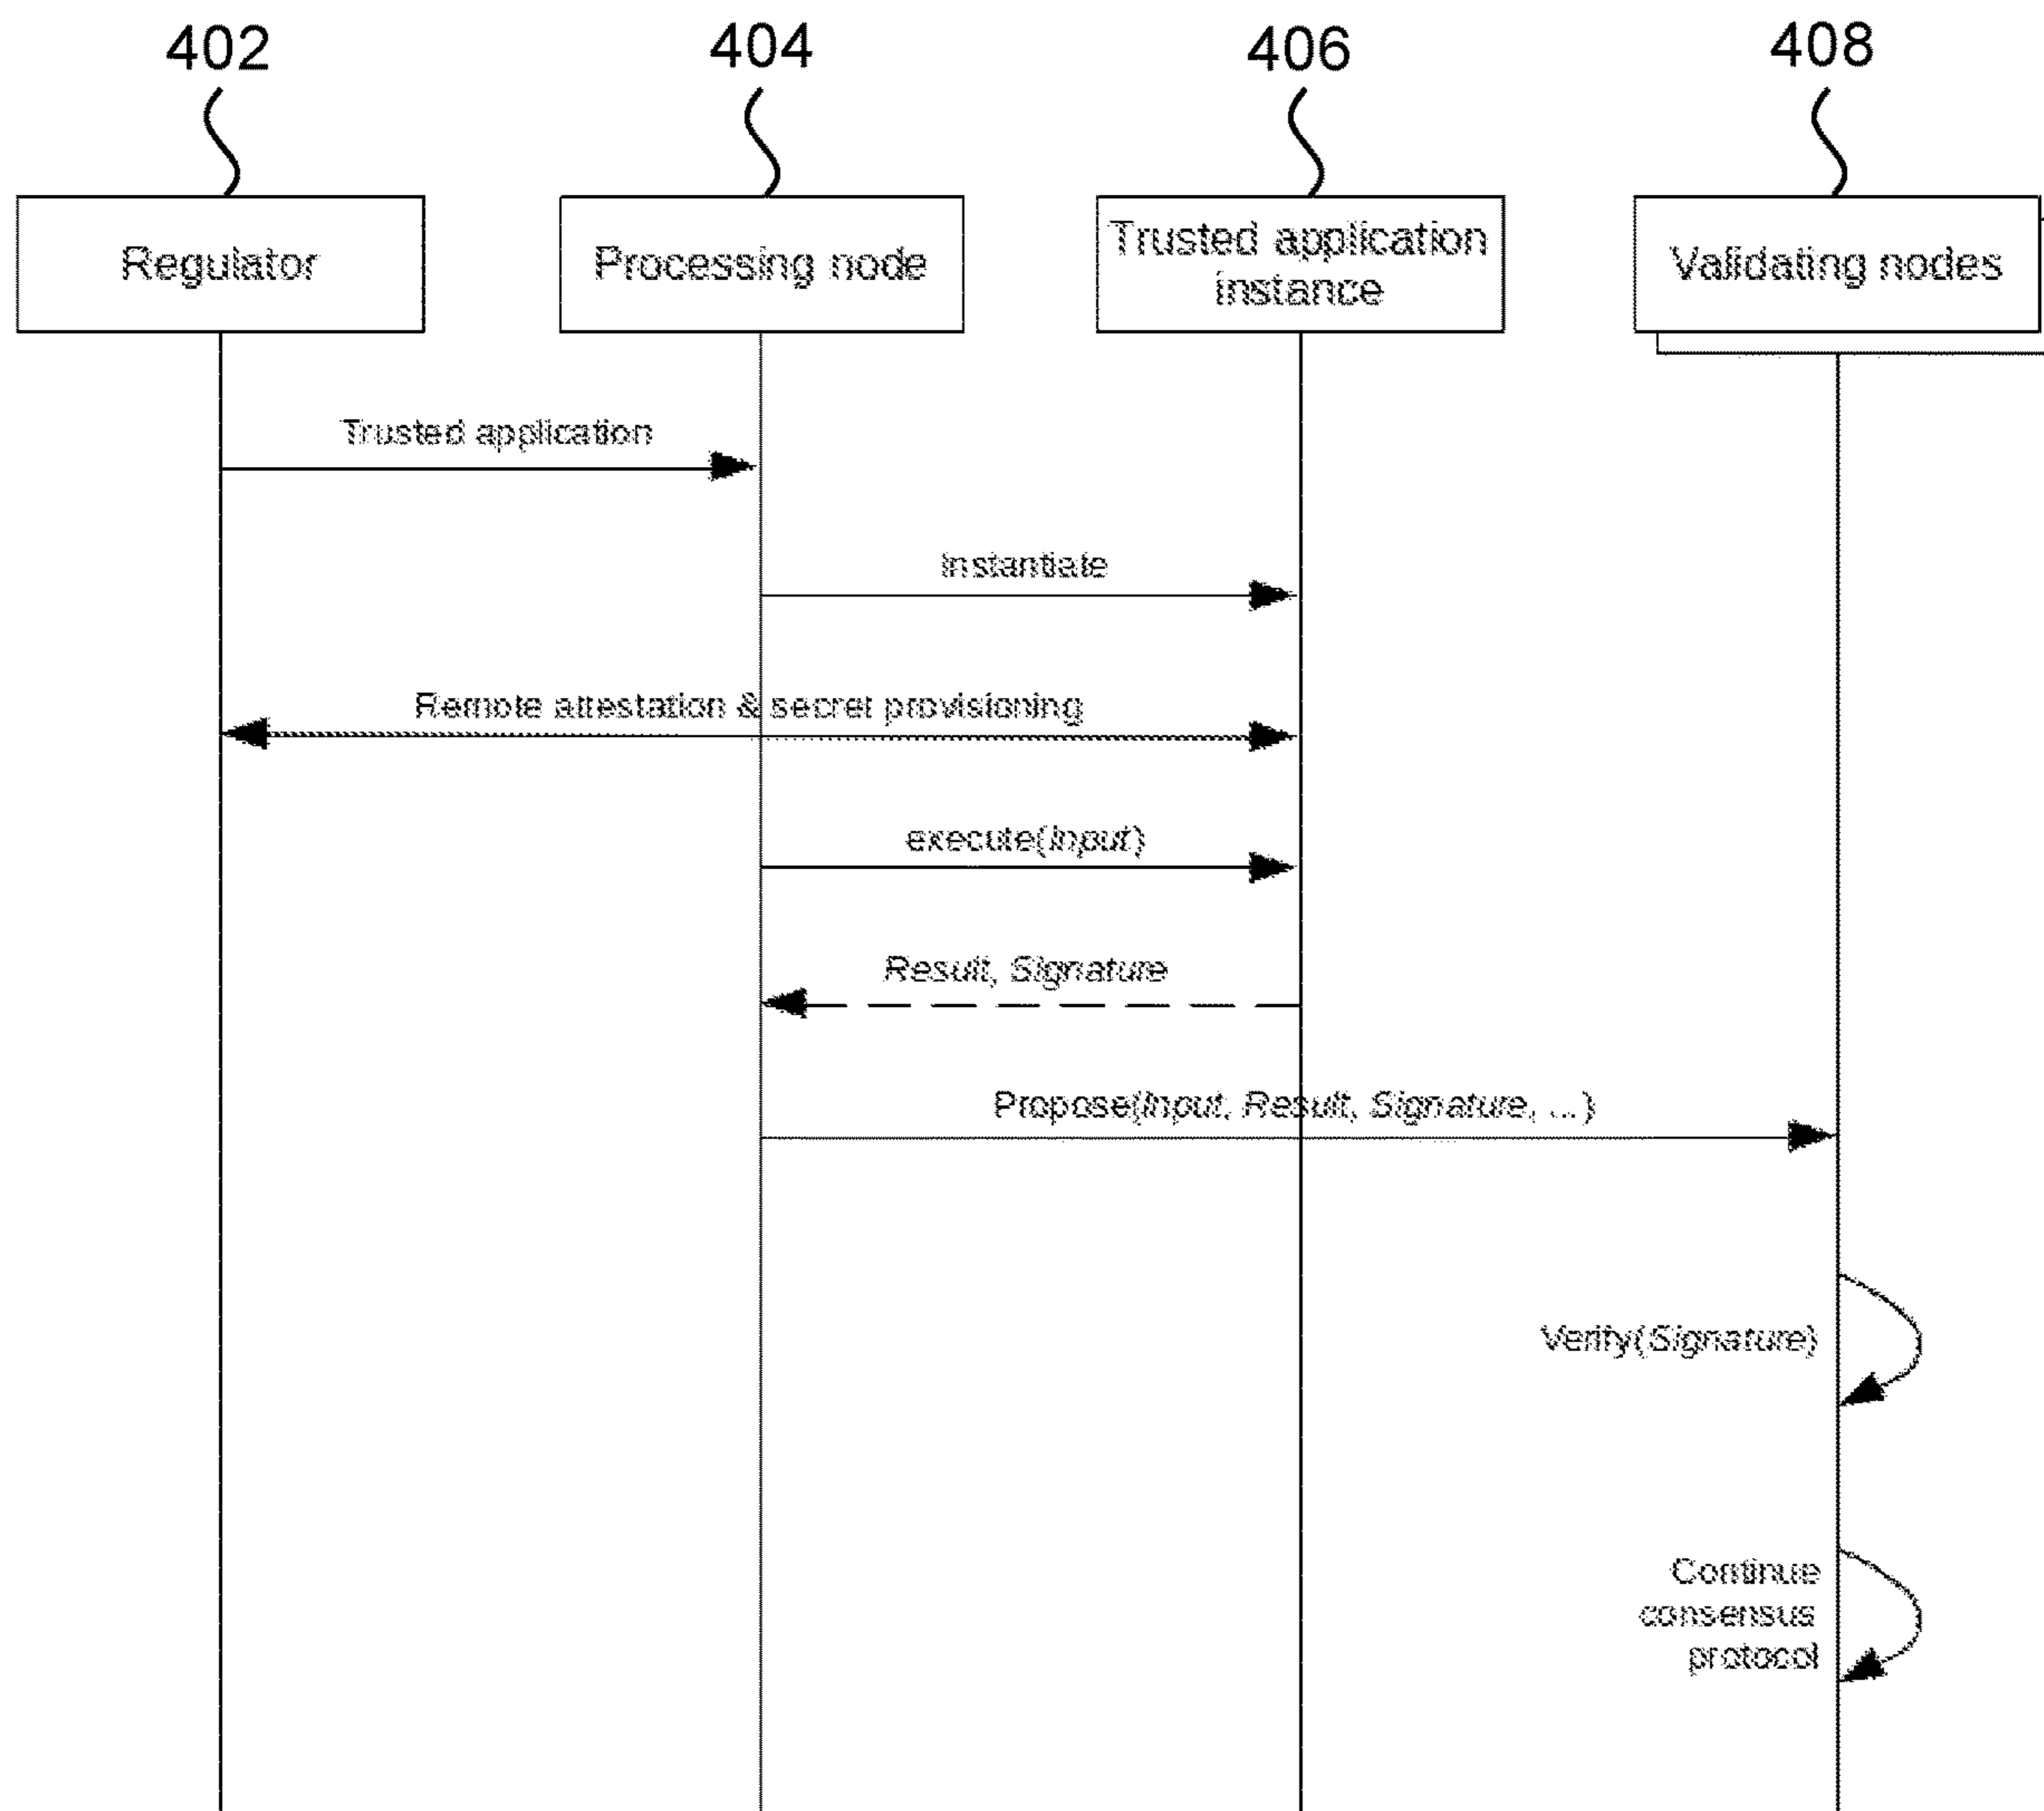 402
404
406
408
Regulator
Processing node
Trusted application
instance
Validating nodes
Trusted application
Instantiate
Remote attestation & secret provisioning
execute(Input)
Result, Signature
Propose(Input, Result, Signature, ...)
Verify(Signature)
Continue
consensus
protocol